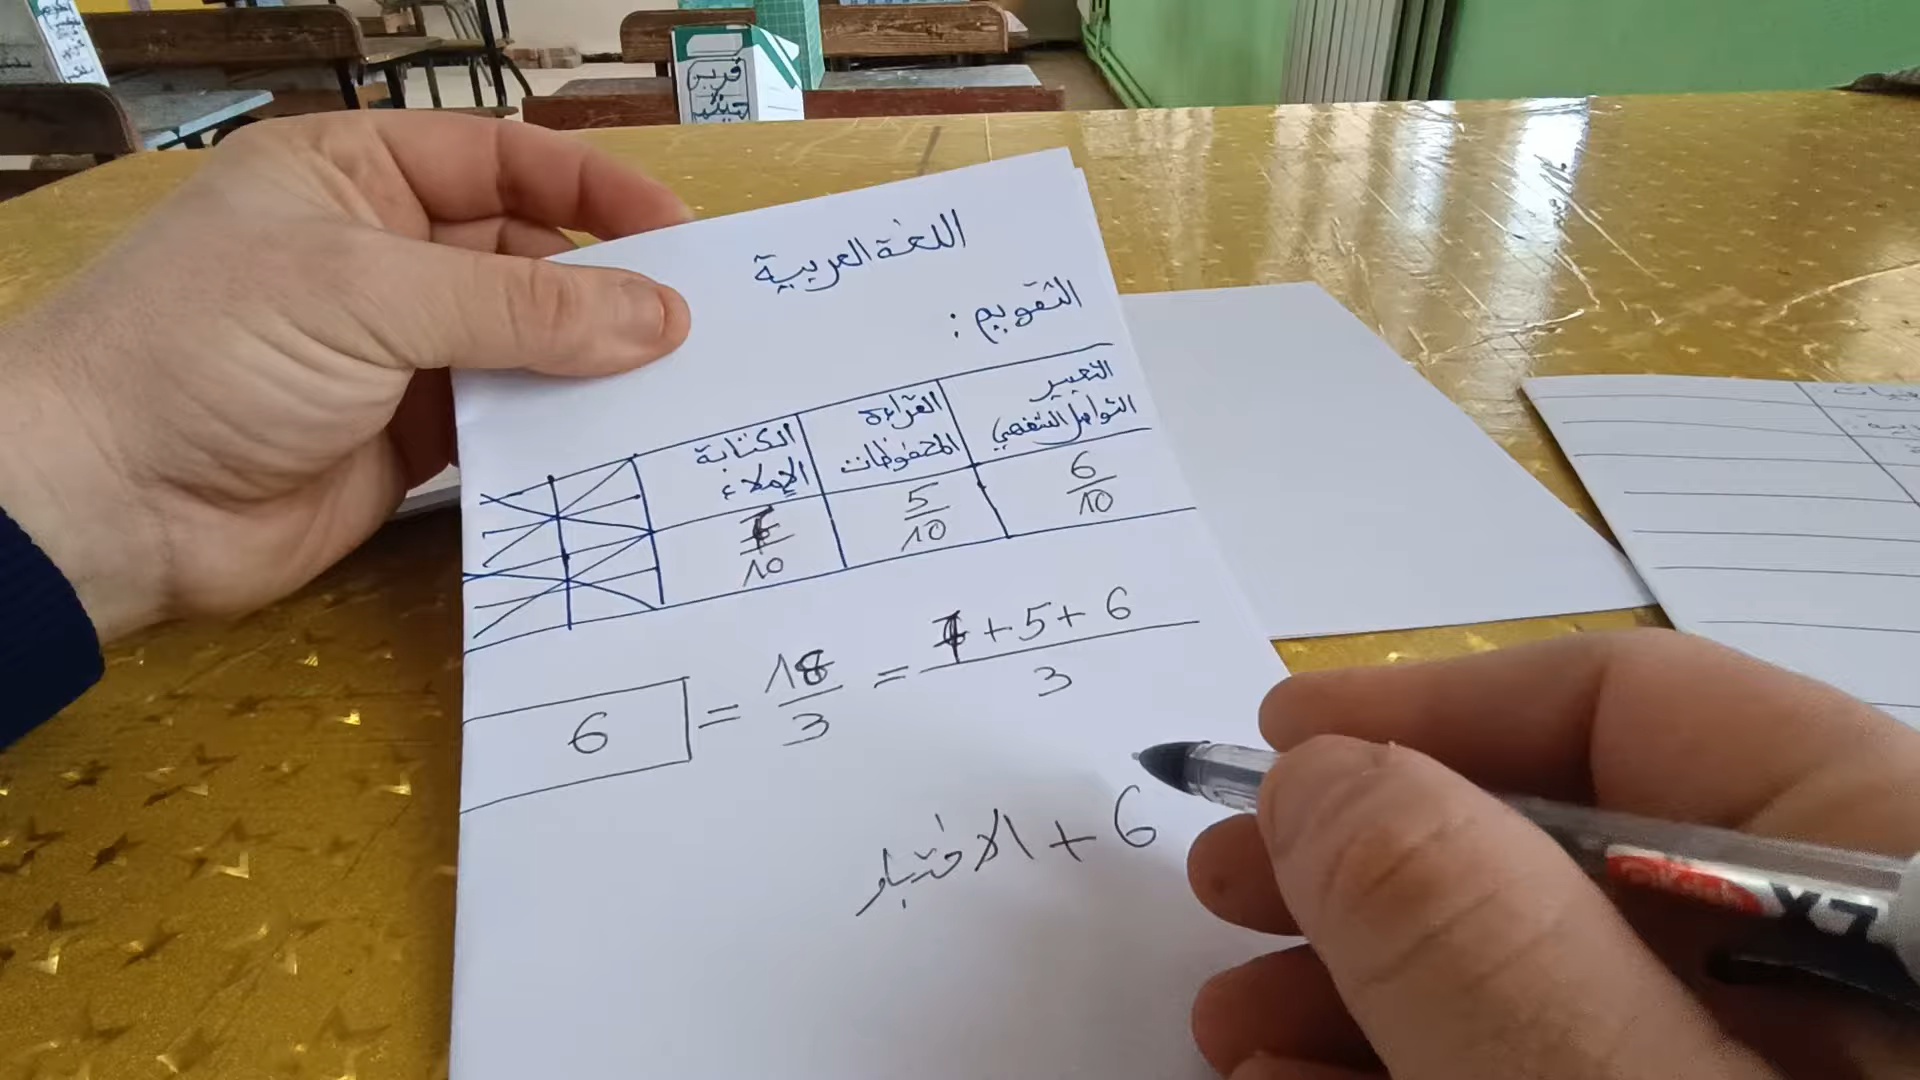 اللغة العربية
التقويم :
التعبير
التواصل الشفهي
القراءة
المحفوظات
الكتابة
الإملاء
6/10
5/10
7/10
7 + 5 + 6 / 3 = 18/3 = 6
6 + الاختبار
X7